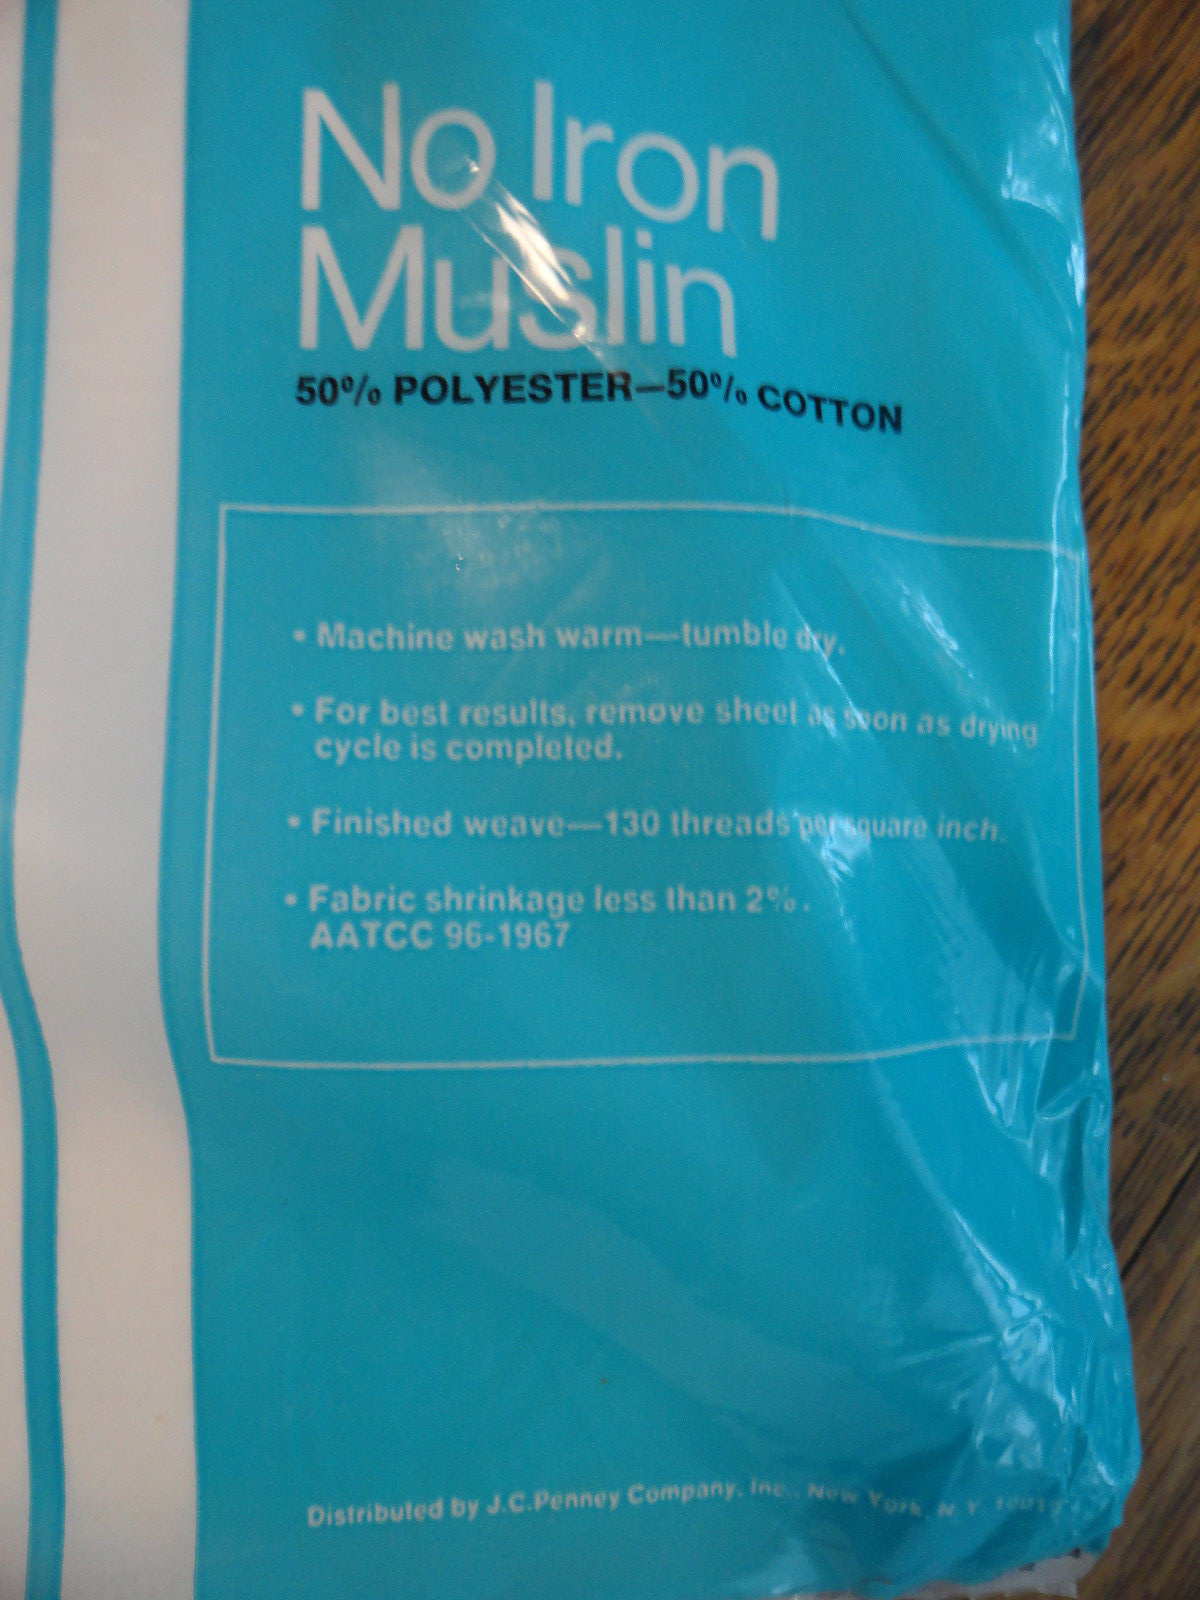 No Iron
Muslin
50% POLYESTER—50% COTTON
• Machine wash warm—tumble dry.
• For best results, remove sheet as soon as drying
cycle is completed.
• Finished weave—130 threads per square inch.
• Fabric shrinkage less than 2%.
AATCC 96-1967
Distributed by J.C.Penney Company, Inc., New York, N.Y. 10019